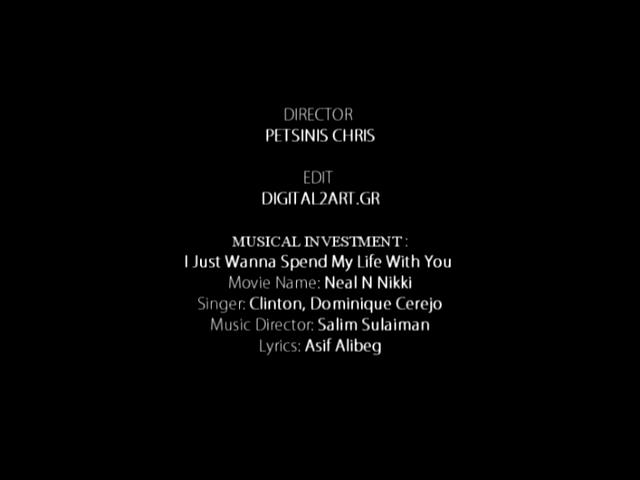 DIRECTOR
PETSINIS CHRIS
EDIT
DIGITAL2ART.GR
MUSICAL INVESTMENT :
I Just Wanna Spend My Life With You
Movie Name: Neal N Nikki
Singer: Clinton, Dominique Cerejo
Music Director: Salim Sulaiman
Lyrics: Asif Alibeg